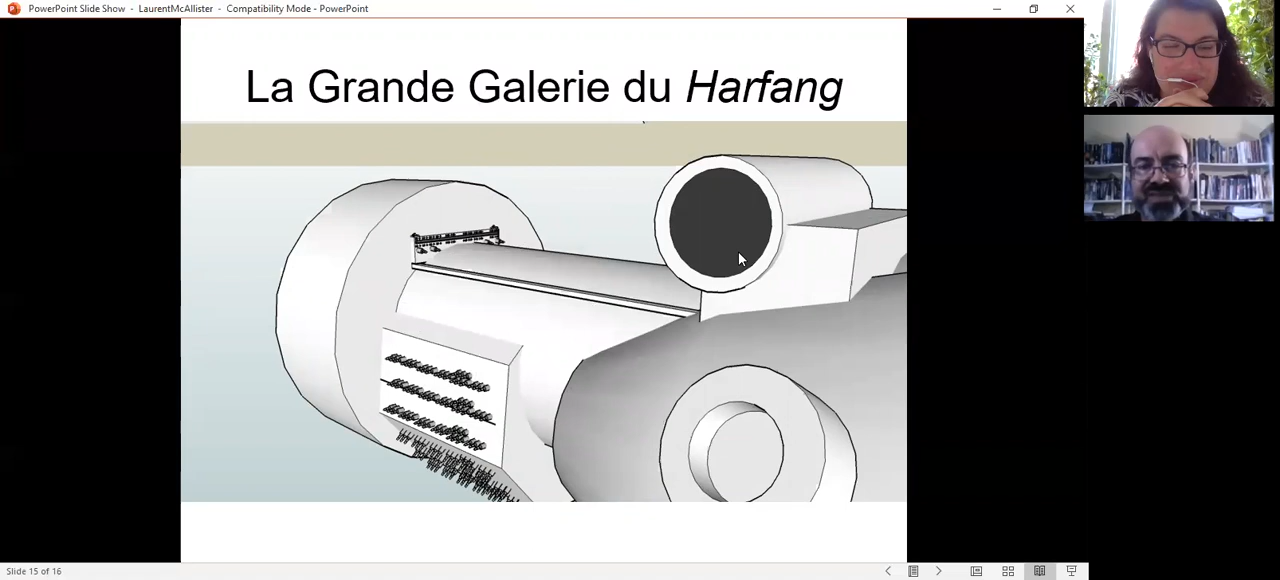 PowerPoint Slide Show - LaurentMcAllister - Compatibility Mode - PowerPoint
La Grande Galerie du Harfang
Slide 15 of 16